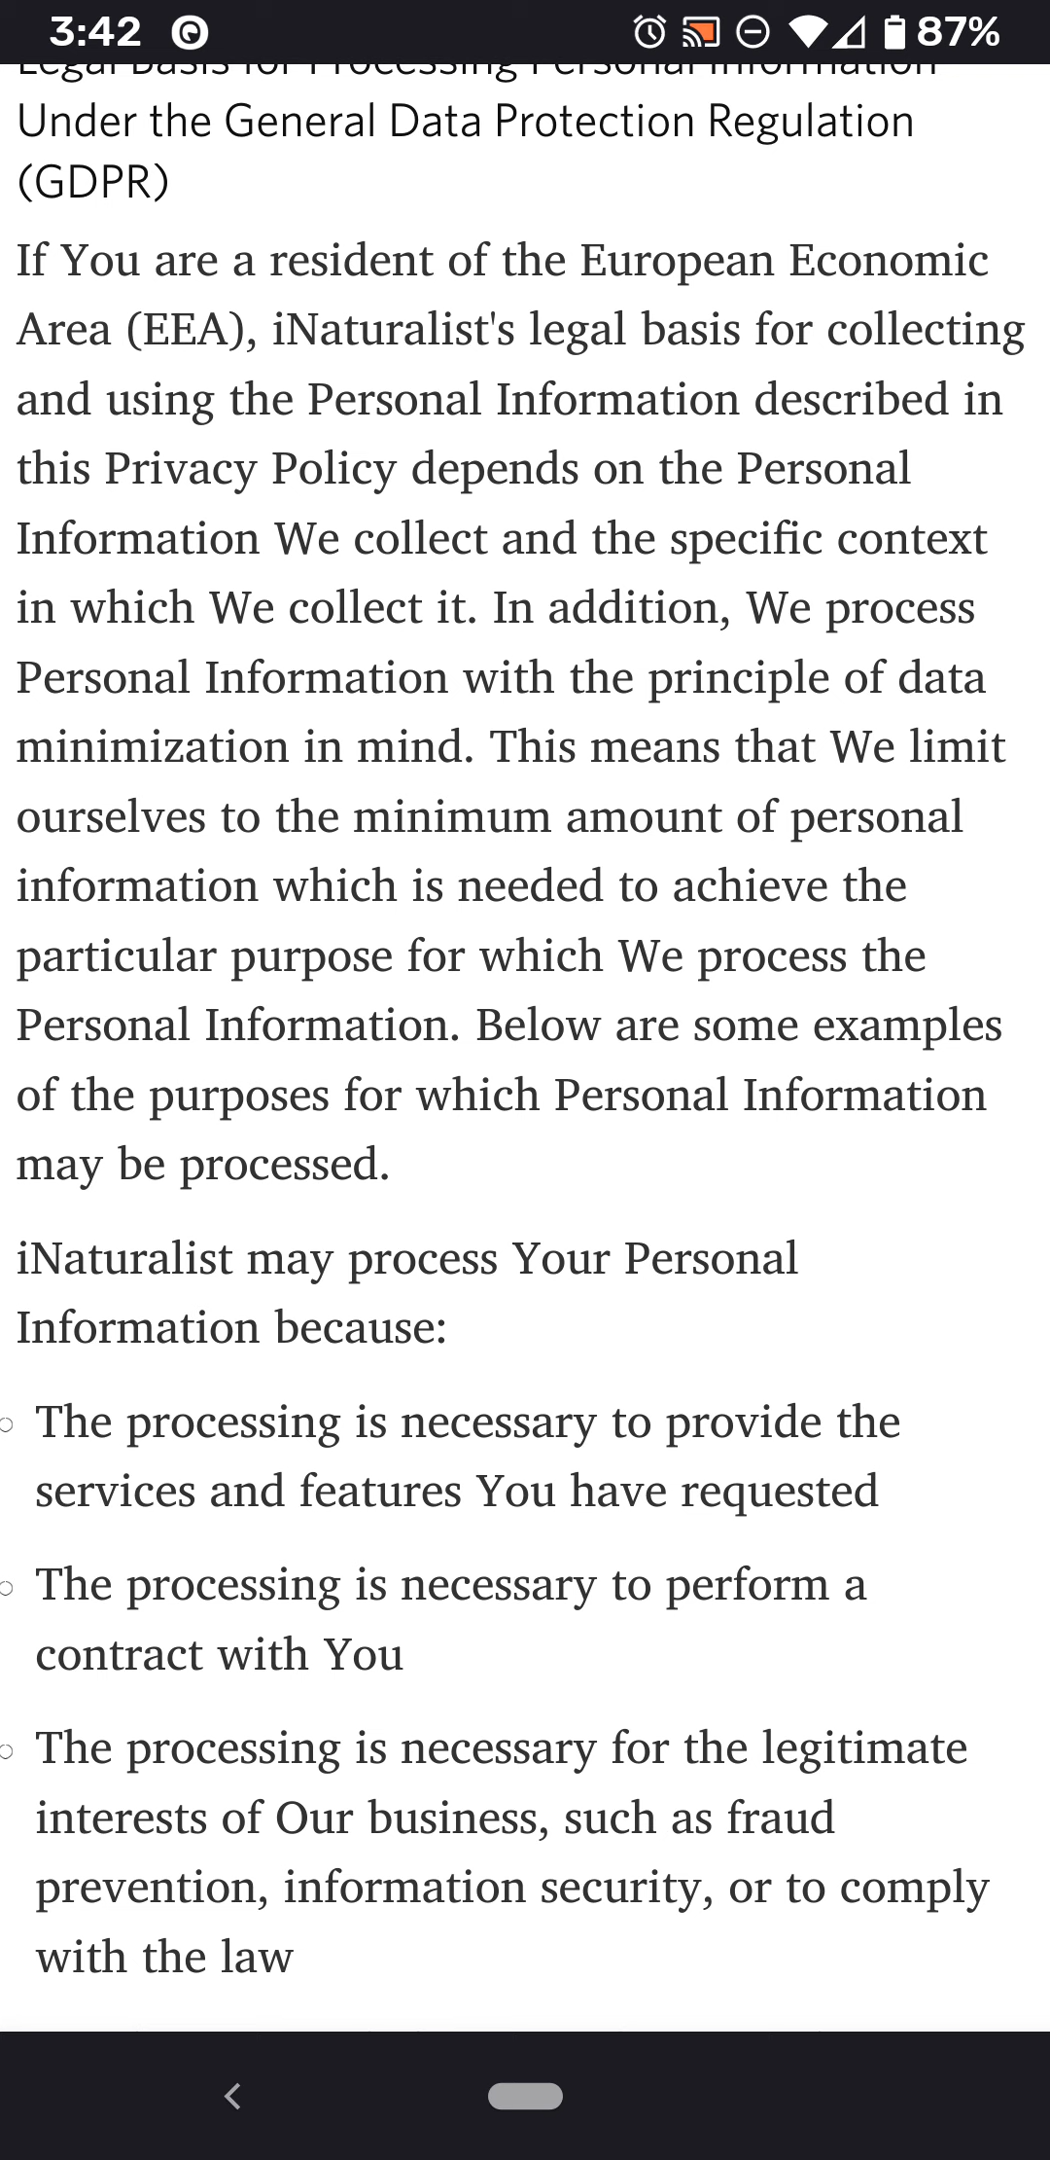 3:42
87%
Legal Basis for Processing Personal Information
Under the General Data Protection Regulation
(GDPR)
If You are a resident of the European Economic
Area (EEA), iNaturalist's legal basis for collecting
and using the Personal Information described in
this Privacy Policy depends on the Personal
Information We collect and the specific context
in which We collect it. In addition, We process
Personal Information with the principle of data
minimization in mind. This means that We limit
ourselves to the minimum amount of personal
information which is needed to achieve the
particular purpose for which We process the
Personal Information. Below are some examples
of the purposes for which Personal Information
may be processed.
iNaturalist may process Your Personal
Information because:
The processing is necessary to provide the
services and features You have requested
The processing is necessary to perform a
contract with You
The processing is necessary for the legitimate
interests of Our business, such as fraud
prevention, information security, or to comply
with the law